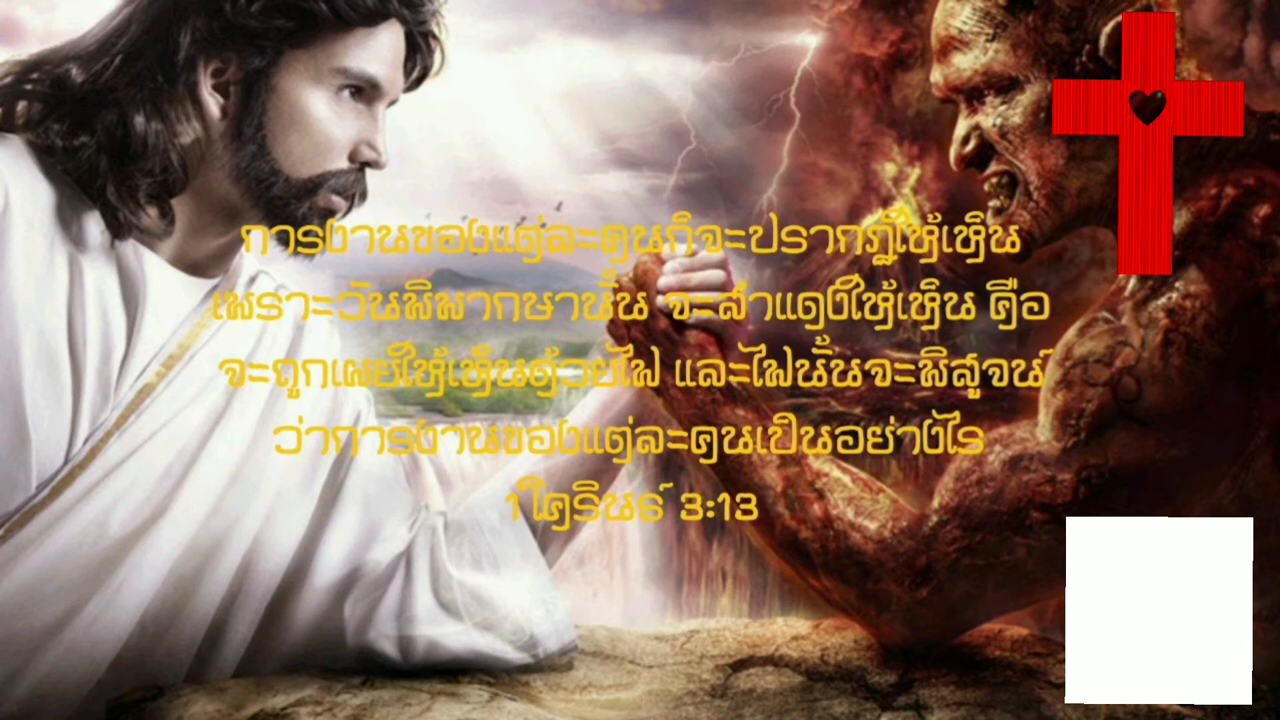 การงานของแต่ละคนก็จะปรากฏให้เห็น
เพราะวันพิพากษานั้น จะสำแดงให้เห็น คือ
จะถูกเผยให้เห็นด้วยไฟ และไฟนั้นจะพิสูจน์
ว่าการงานของแต่ละคนเป็นอย่างไร
1โครินธ์ 3:13